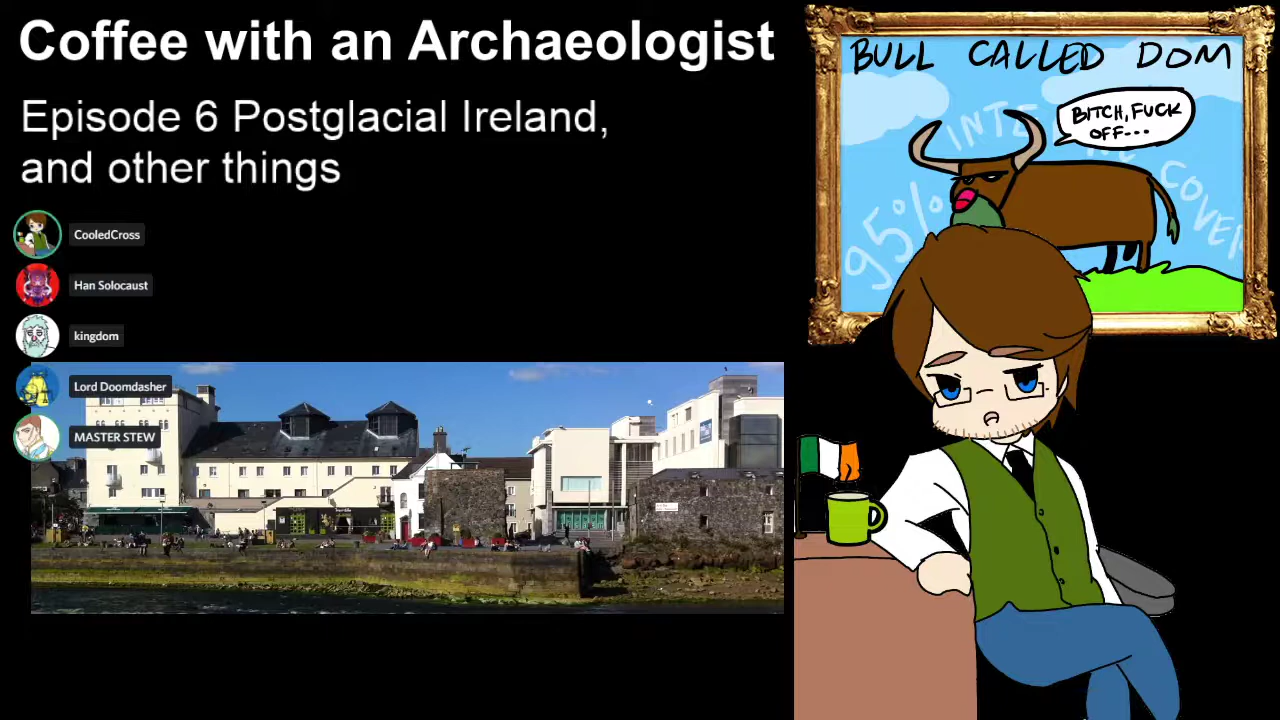 Coffee with an Archaeologist
Episode 6 Postglacial Ireland,
and other things
CooledCross
Han Solocaust
kingdom
Lord Doomdasher
MASTER STEW
BULL CALLED DOM
BITCH, FUCK
OFF---
95%